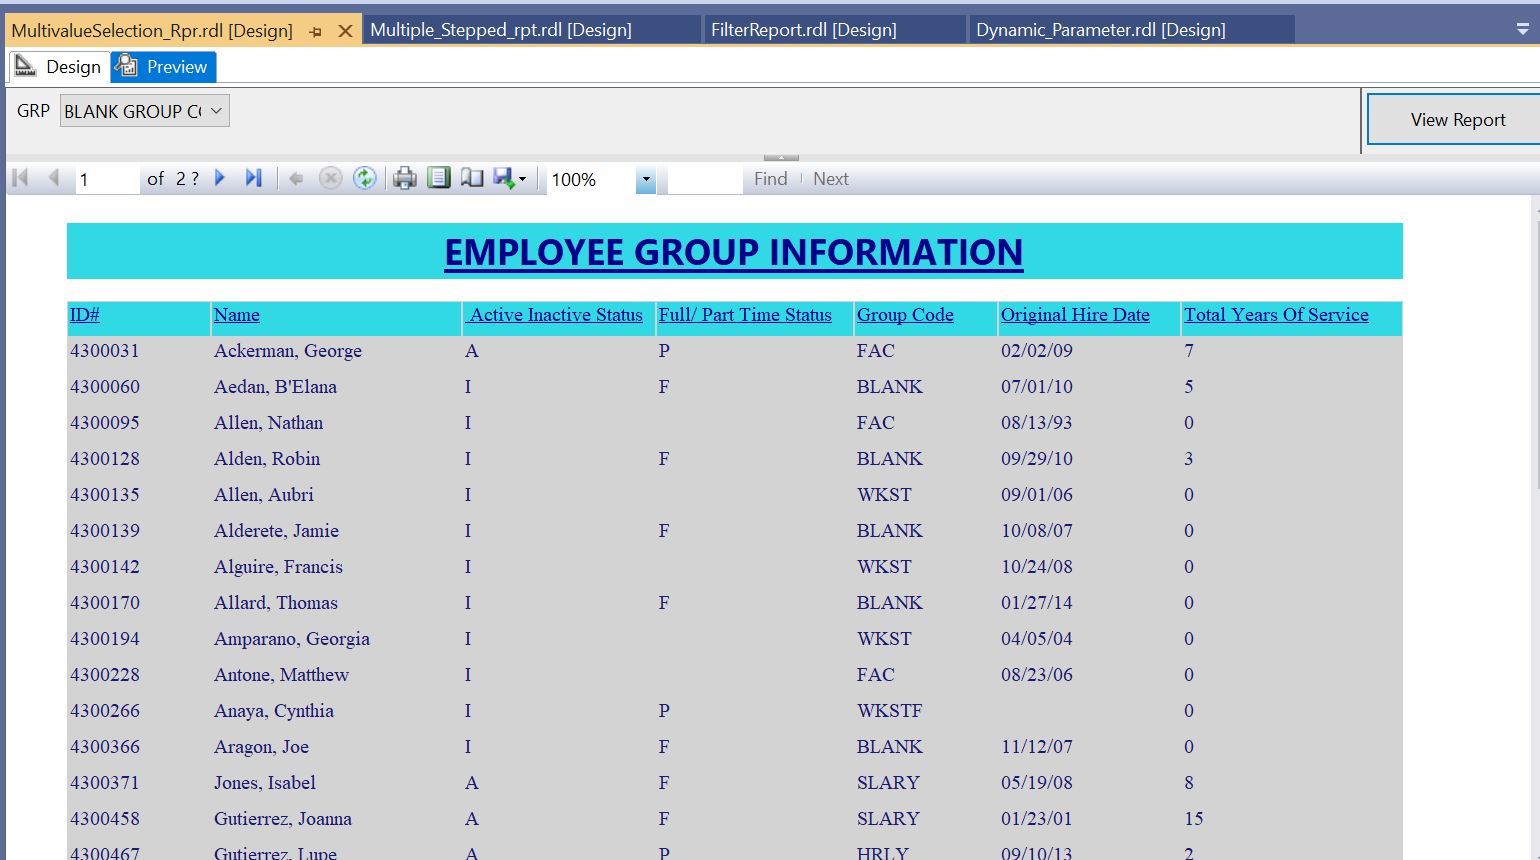 MultivalueSelection_Rpr.rdl [Design] Multiple_Stepped_rpt.rdl [Design] FilterReport.rdl [Design] Dynamic_Parameter.rdl [Design]
Design Preview
GRP BLANK GROUP C View Report
1 of 2 ? 100% Find Next
EMPLOYEE GROUP INFORMATION
ID# Name Active Inactive Status Full/ Part Time Status Group Code Original Hire Date Total Years Of Service
4300031 Ackerman, George A P FAC 02/02/09 7
4300060 Aedan, B'Elana I F BLANK 07/01/10 5
4300095 Allen, Nathan I FAC 08/13/93 0
4300128 Alden, Robin I F BLANK 09/29/10 3
4300135 Allen, Aubri I WKST 09/01/06 0
4300139 Alderete, Jamie I F BLANK 10/08/07 0
4300142 Alguire, Francis I WKST 10/24/08 0
4300170 Allard, Thomas I F BLANK 01/27/14 0
4300194 Amparano, Georgia I WKST 04/05/04 0
4300228 Antone, Matthew I FAC 08/23/06 0
4300266 Anaya, Cynthia I P WKSTF 0
4300366 Aragon, Joe I F BLANK 11/12/07 0
4300371 Jones, Isabel A F SLARY 05/19/08 8
4300458 Gutierrez, Joanna A F SLARY 01/23/01 15
4300467 Gutierrez, Lupe A P HRLY 09/10/13 2